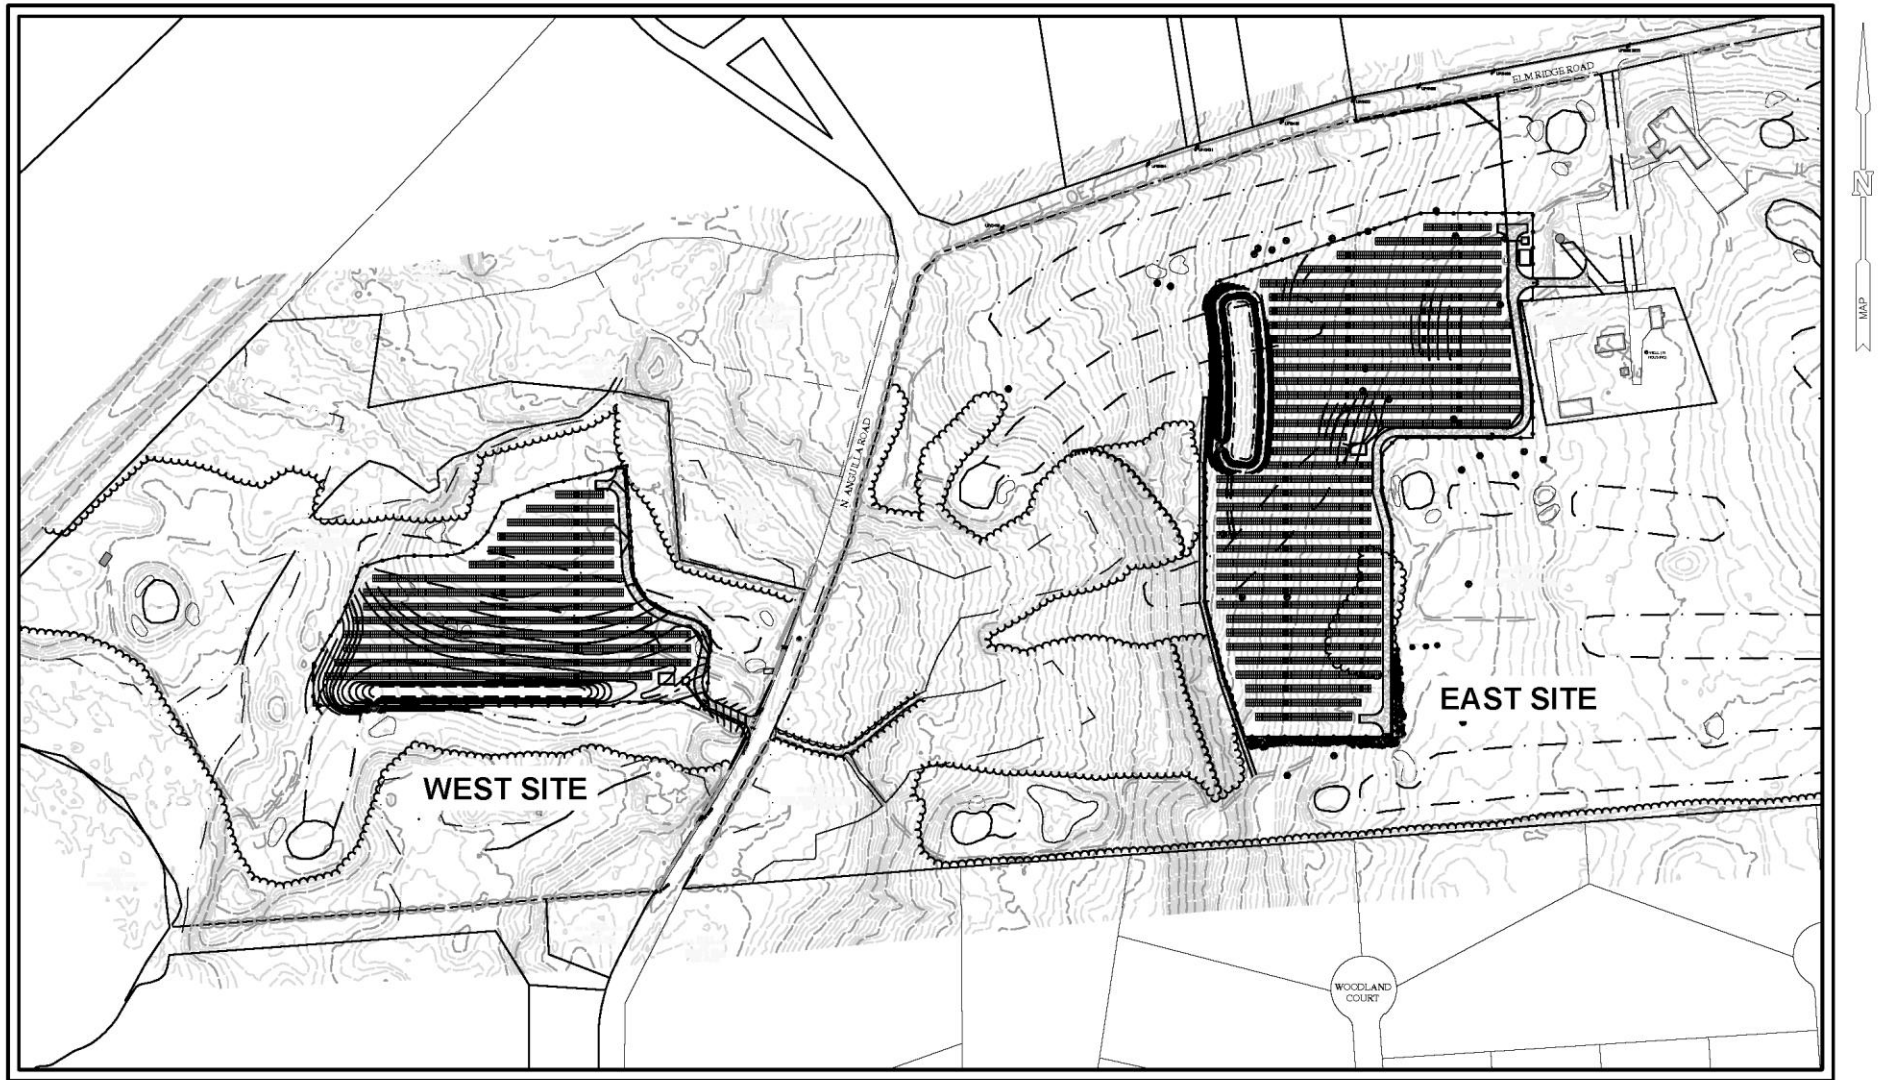 ELM RIDGE ROAD
N
MAP
N ANGUILLA ROAD
EAST SITE
WEST SITE
WOODLAND
COURT